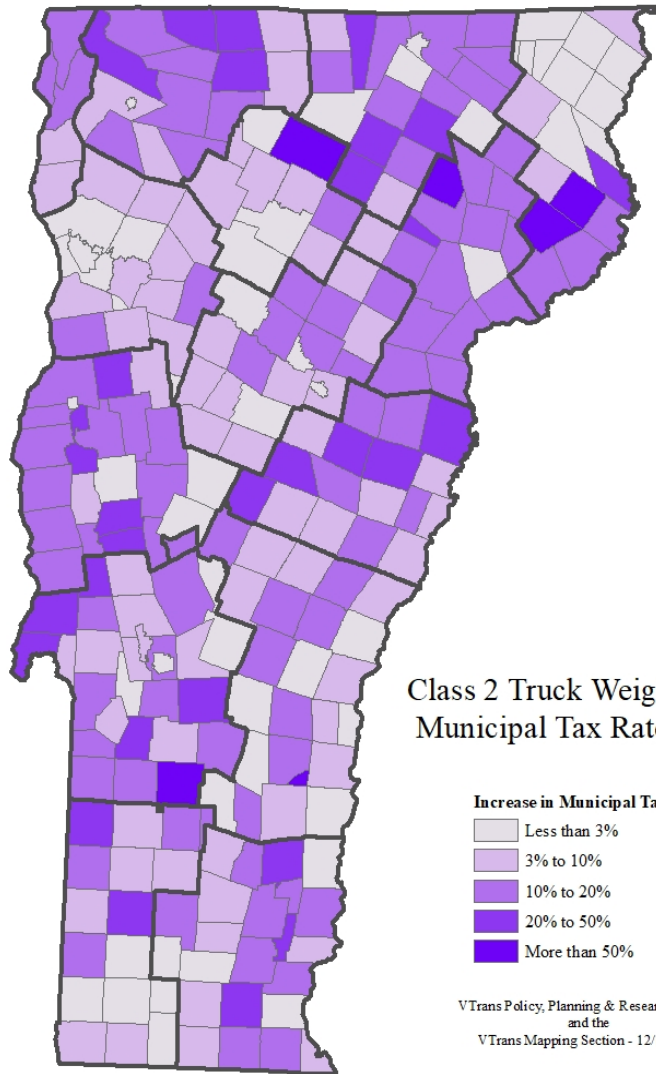 Class 2 Truck Weig
Municipal Tax Rat
Increase in Municipal Ta
Less than 3%
3% to 10%
10% to 20%
20% to 50%
More than 50%
VTrans Policy, Planning & Resea
and the
VTrans Mapping Section - 12/